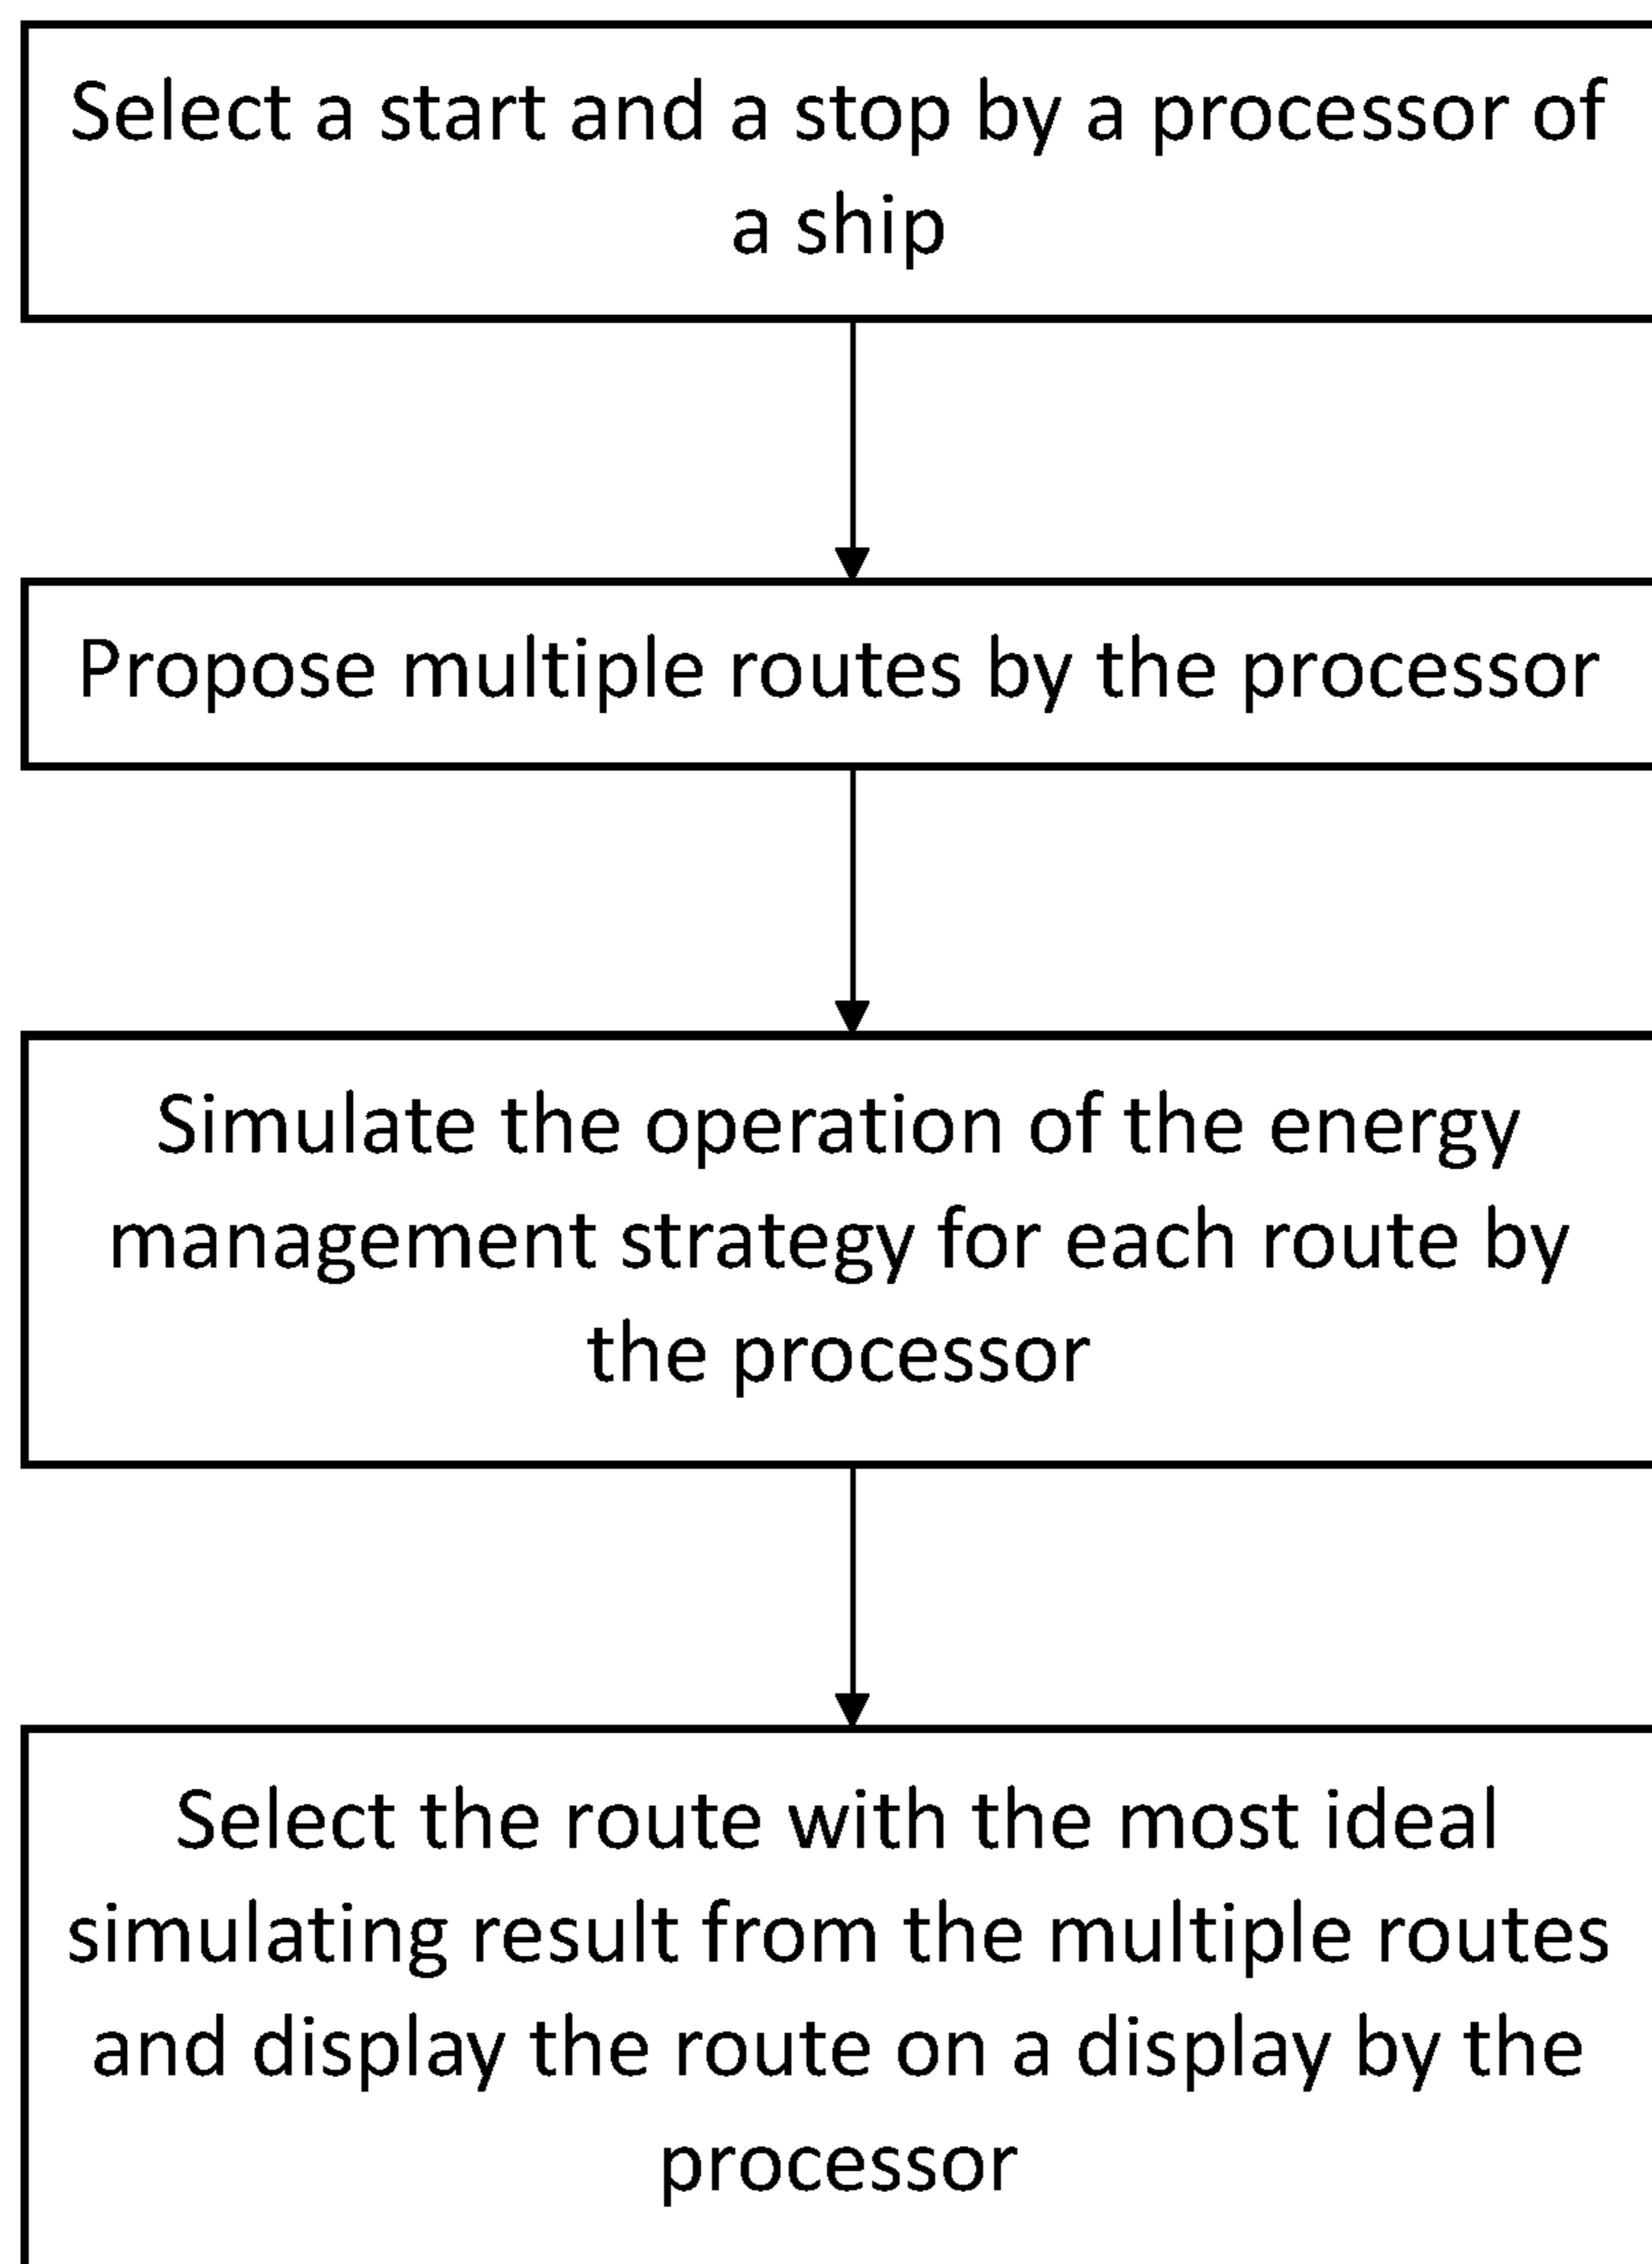 Select a start and a stop by a processor of
a ship
Propose multiple routes by the processor
Simulate the operation of the energy
management strategy for each route by
the processor
Select the route with the most ideal
simulating result from the multiple routes
and display the route on a display by the
processor